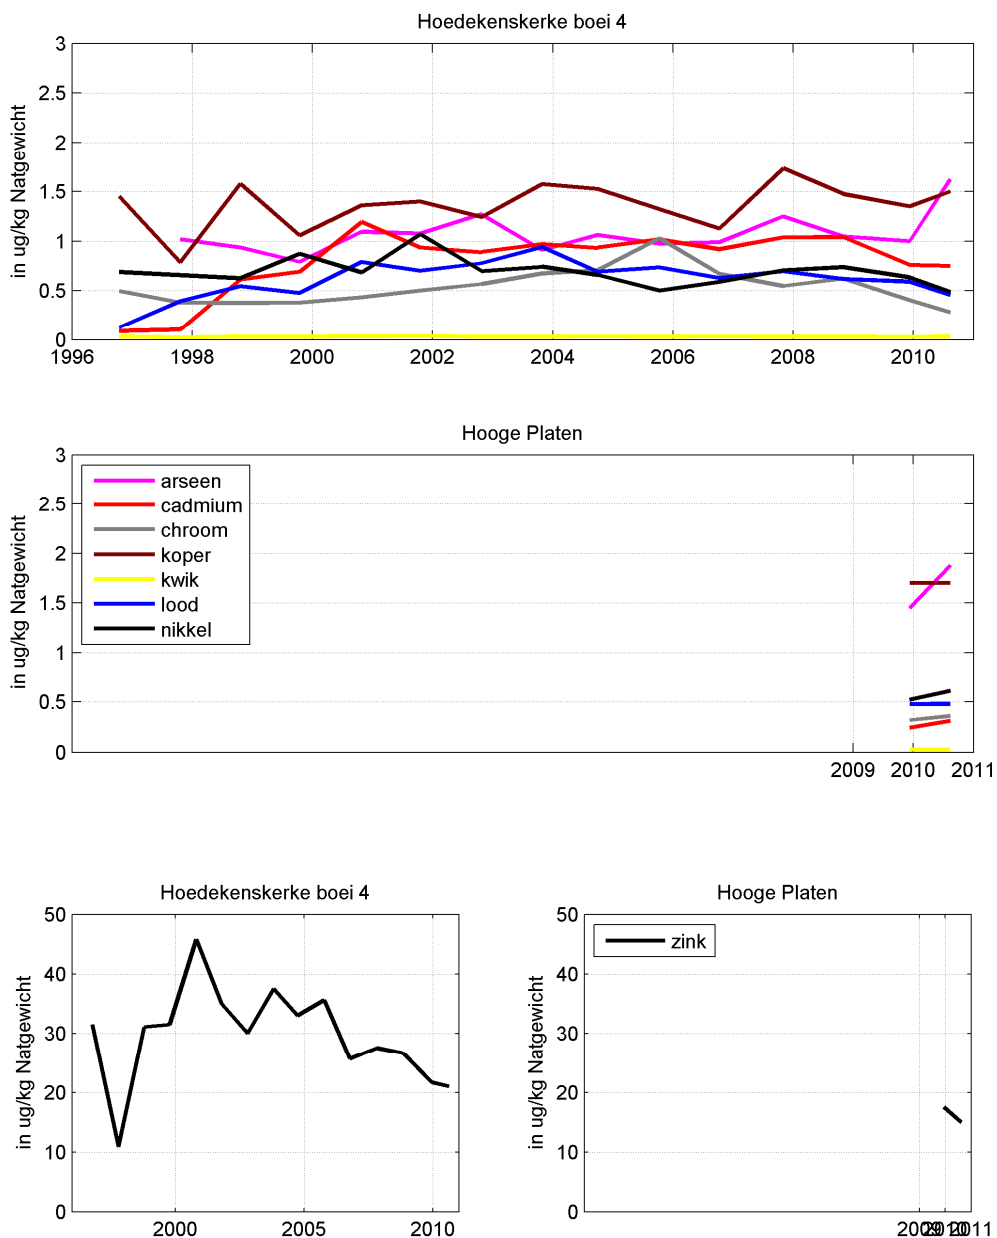 Hoedekenskerke boei 4
in ug/kg Natgewicht
3
2.5
2
1.5
1
0.5
0
1996 1998 2000 2002 2004 2006 2008 2010
Hooge Platen
in ug/kg Natgewicht
3
2.5
2
1.5
1
0.5
0
arseen
cadmium
chroom
koper
kwik
lood
nikkel
2009 2010 2011
Hoedekenskerke boei 4
in ug/kg Natgewicht
50
40
30
20
10
0
2000 2005 2010
Hooge Platen
in ug/kg Natgewicht
50
40
30
20
10
0
zink
2009 2010 2011